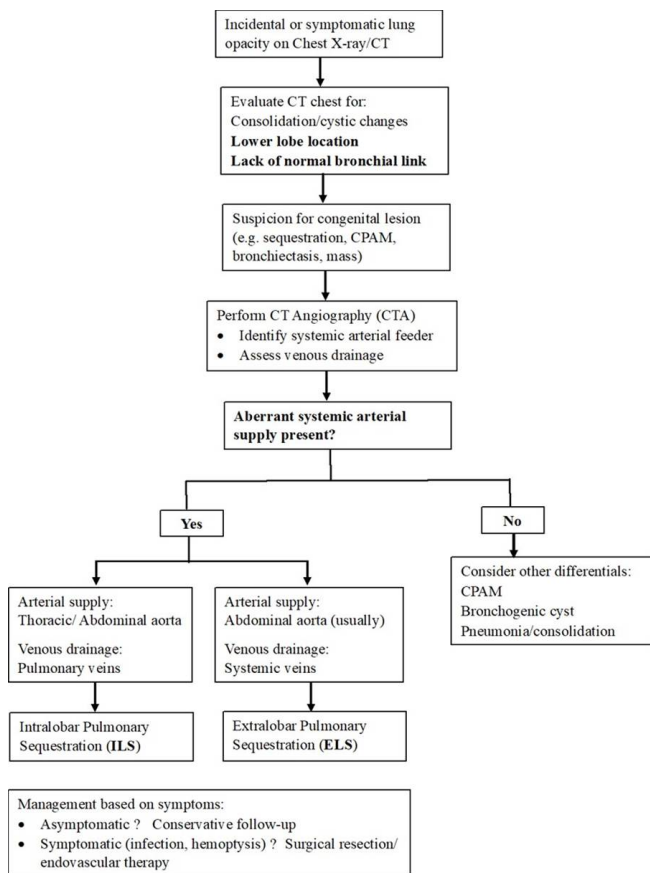 Incidental or symptomatic lung
opacity on Chest X-ray/CT
Evaluate CT chest for:
Consolidation/cystic changes
Lower lobe location
Lack of normal bronchial link
Suspicion for congenital lesion
(e.g. sequestration, CPAM,
bronchiectasis, mass)
Perform CT Angiography (CTA)
• Identify systemic arterial feeder
• Assess venous drainage
Aberrant systemic arterial
supply present?
Yes
No
Arterial supply:
Thoracic/ Abdominal aorta
Venous drainage:
Pulmonary veins
Arterial supply:
Abdominal aorta (usually)
Venous drainage:
Systemic veins
Consider other differentials:
CPAM
Bronchogenic cyst
Pneumonia/consolidation
Intralobar Pulmonary
Sequestration (ILS)
Extralobar Pulmonary
Sequestration (ELS)
Management based on symptoms:
• Asymptomatic ? Conservative follow-up
• Symptomatic (infection, hemoptysis) ? Surgical resection/
endovascular therapy